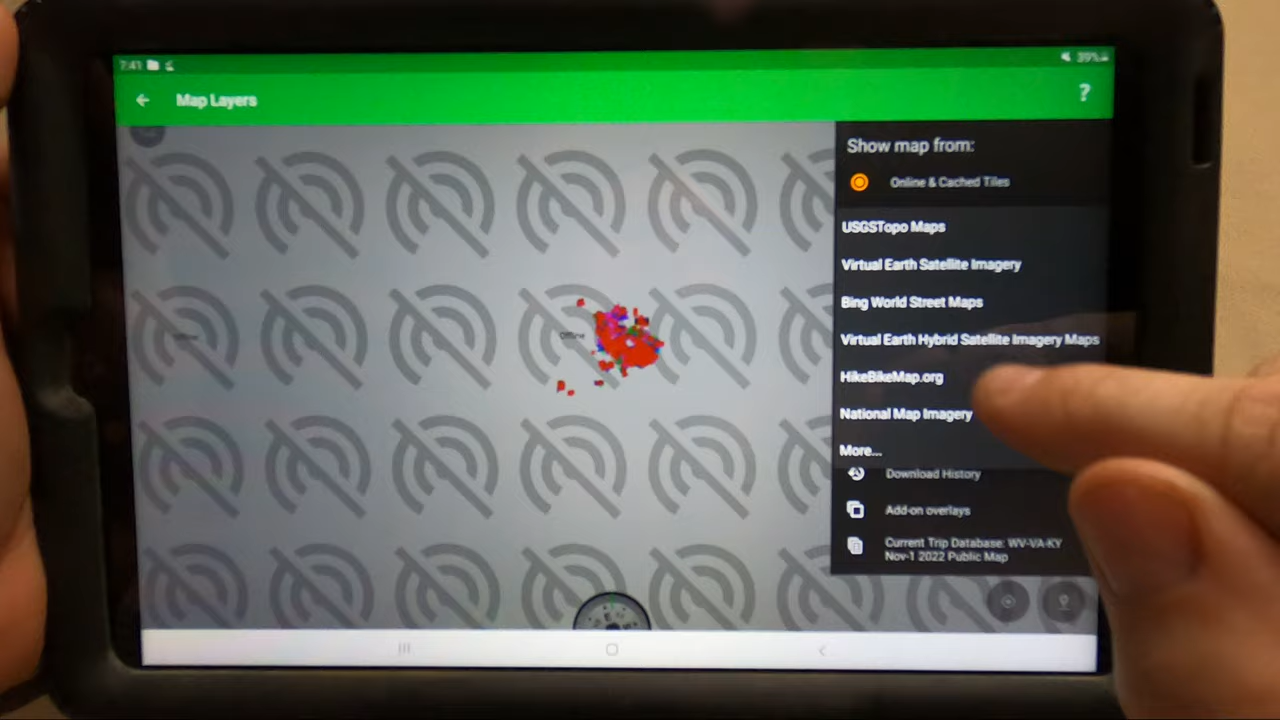 7:41
39%
Map Layers
?
Show map from:
Online & Cached Tiles
USGSTopo Maps
Virtual Earth Satellite Imagery
Bing World Street Maps
Virtual Earth Hybrid Satellite Imagery Maps
HikeBikeMap.org
National Map Imagery
More...
Download History
Add-on overlays
Current Trip Database: WV-VA-KY
Nov-1 2022 Public Map
Offline